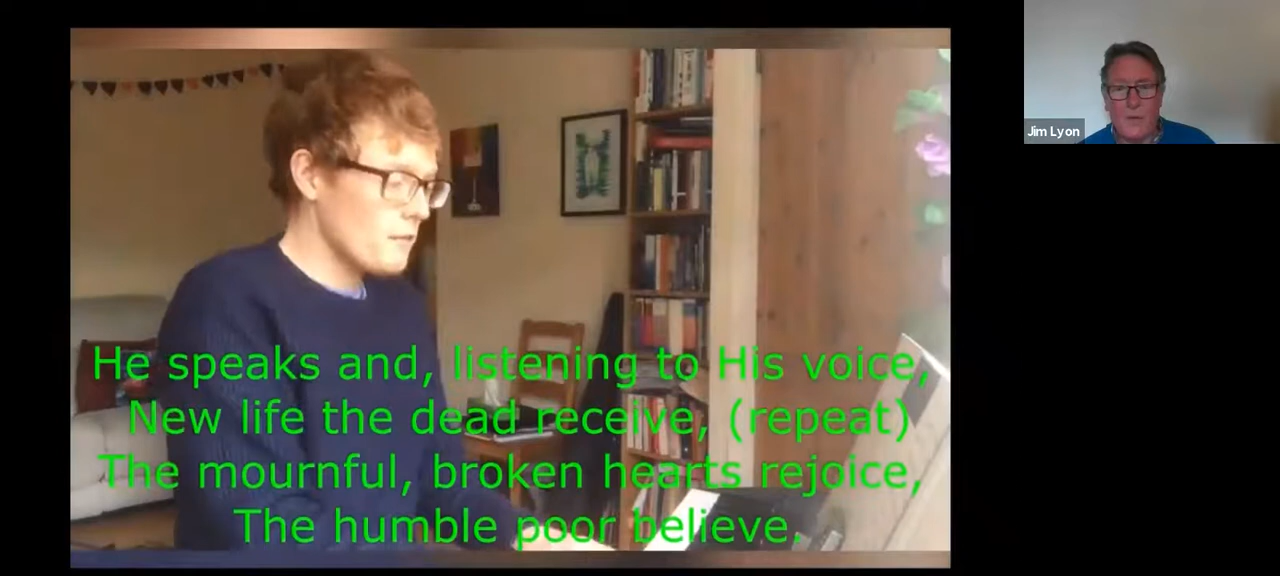 He speaks and, listening to His voice,
New life the dead receive, (repeat)
The mournful, broken hearts rejoice,
The humble poor believe.
Jim Lyon